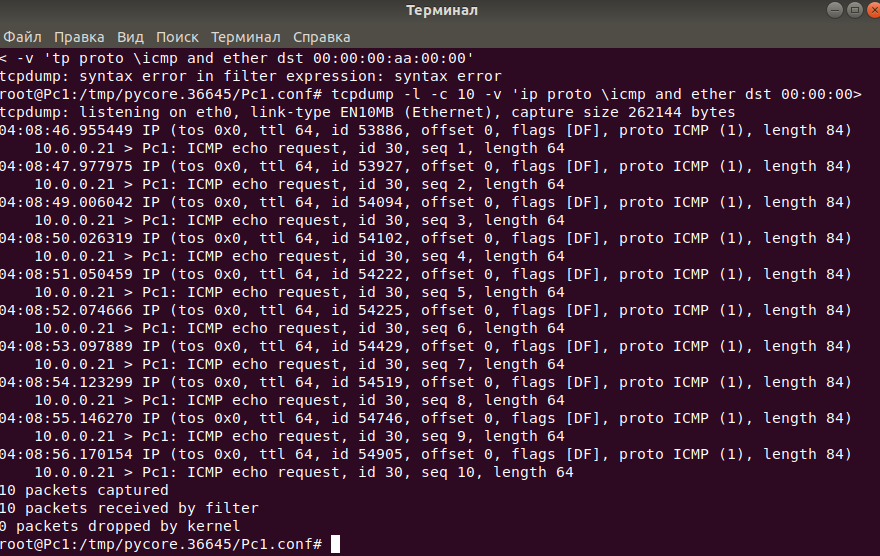 Терминал
Файл Правка Вид Поиск Терминал Справка
< -v 'tp proto \icmp and ether dst 00:00:00:aa:00:00'
tcpdump: syntax error in filter expression: syntax error
root@Pc1:/tmp/pycore.36645/Pc1.conf# tcpdump -l -c 10 -v 'ip proto \icmp and ether dst 00:00:00>
tcpdump: listening on eth0, link-type EN10MB (Ethernet), capture size 262144 bytes
04:08:46.955449 IP (tos 0x0, ttl 64, id 53886, offset 0, flags [DF], proto ICMP (1), length 84)
    10.0.0.21 > Pc1: ICMP echo request, id 30, seq 1, length 64
04:08:47.977975 IP (tos 0x0, ttl 64, id 53927, offset 0, flags [DF], proto ICMP (1), length 84)
    10.0.0.21 > Pc1: ICMP echo request, id 30, seq 2, length 64
04:08:49.006042 IP (tos 0x0, ttl 64, id 54094, offset 0, flags [DF], proto ICMP (1), length 84)
    10.0.0.21 > Pc1: ICMP echo request, id 30, seq 3, length 64
04:08:50.026319 IP (tos 0x0, ttl 64, id 54102, offset 0, flags [DF], proto ICMP (1), length 84)
    10.0.0.21 > Pc1: ICMP echo request, id 30, seq 4, length 64
04:08:51.050459 IP (tos 0x0, ttl 64, id 54222, offset 0, flags [DF], proto ICMP (1), length 84)
    10.0.0.21 > Pc1: ICMP echo request, id 30, seq 5, length 64
04:08:52.074666 IP (tos 0x0, ttl 64, id 54225, offset 0, flags [DF], proto ICMP (1), length 84)
    10.0.0.21 > Pc1: ICMP echo request, id 30, seq 6, length 64
04:08:53.097889 IP (tos 0x0, ttl 64, id 54429, offset 0, flags [DF], proto ICMP (1), length 84)
    10.0.0.21 > Pc1: ICMP echo request, id 30, seq 7, length 64
04:08:54.123299 IP (tos 0x0, ttl 64, id 54519, offset 0, flags [DF], proto ICMP (1), length 84)
    10.0.0.21 > Pc1: ICMP echo request, id 30, seq 8, length 64
04:08:55.146270 IP (tos 0x0, ttl 64, id 54746, offset 0, flags [DF], proto ICMP (1), length 84)
    10.0.0.21 > Pc1: ICMP echo request, id 30, seq 9, length 64
04:08:56.170154 IP (tos 0x0, ttl 64, id 54905, offset 0, flags [DF], proto ICMP (1), length 84)
    10.0.0.21 > Pc1: ICMP echo request, id 30, seq 10, length 64
10 packets captured
10 packets received by filter
0 packets dropped by kernel
root@Pc1:/tmp/pycore.36645/Pc1.conf#